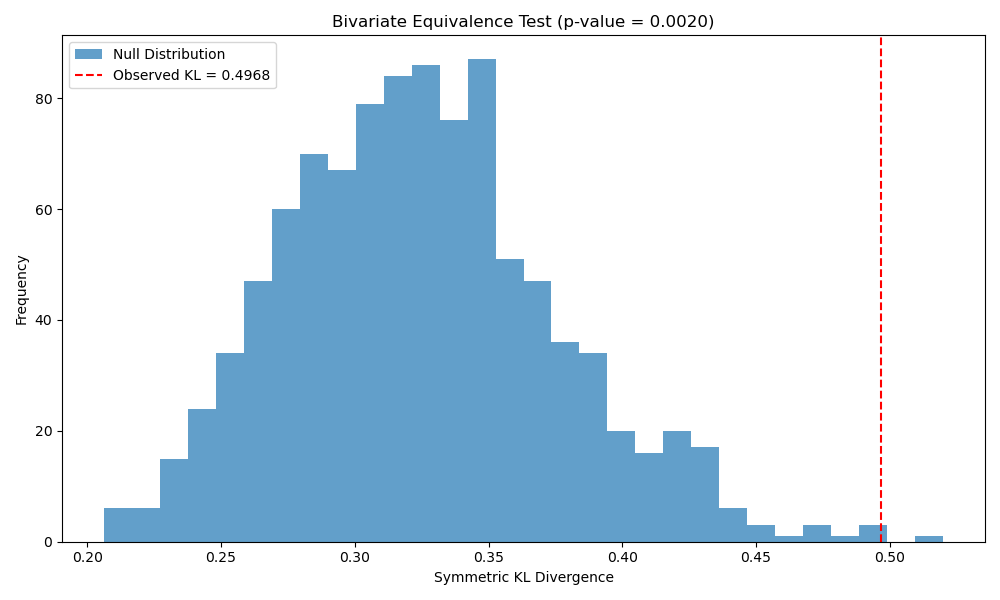 Bivariate Equivalence Test (p-value = 0.0020)
Null Distribution
Observed KL = 0.4968
Frequency
80
60
40
20
0
0.20 0.25 0.30 0.35 0.40 0.45 0.50
Symmetric KL Divergence